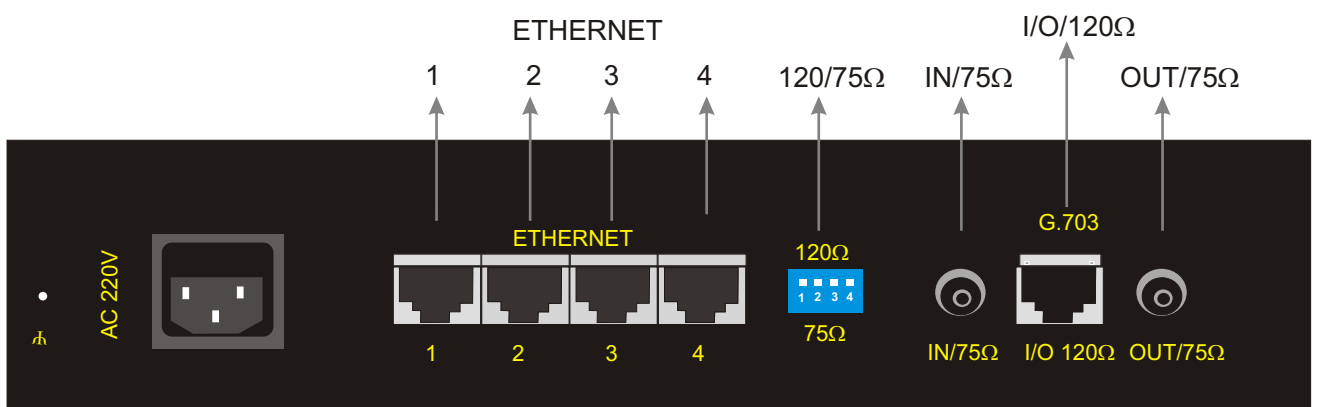 ETHERNET
I/O/120Ω
1 2 3 4 120/75Ω IN/75Ω OUT/75Ω
G.703
ETHERNET
120Ω
AC 220V
1 2 3 4
75Ω
1 2 3 4 IN/75Ω I/O 120Ω OUT/75Ω